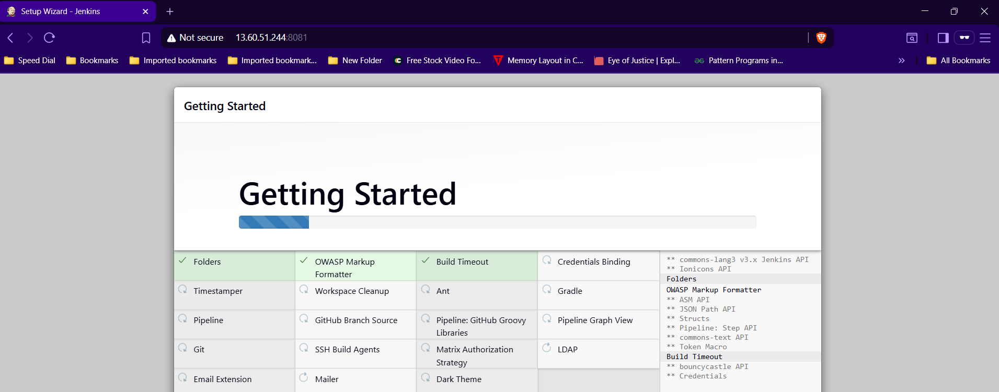 Setup Wizard - Jenkins
Not secure 13.60.51.244:8081
Speed Dial Bookmarks Imported bookmarks Imported bookmark... New Folder Free Stock Video Fo... Memory Layout in C... Eye of Justice | Expl... Pattern Programs in... » All Bookmarks
Getting Started
Getting Started
Folders
OWASP Markup
Formatter
Build Timeout
Credentials Binding
Timestamper
Workspace Cleanup
Ant
Gradle
Pipeline
GitHub Branch Source
Pipeline: GitHub Groovy
Libraries
Pipeline Graph View
Git
SSH Build Agents
Matrix Authorization
Strategy
LDAP
Email Extension
Mailer
Dark Theme
** commons-lang3 v3.x Jenkins API
** Ionicons API
Folders
OWASP Markup Formatter
** ASM API
** JSON Path API
** Structs
** Pipeline: Step API
** commons-text API
** Token Macro
Build Timeout
** bouncycastle API
** Credentials